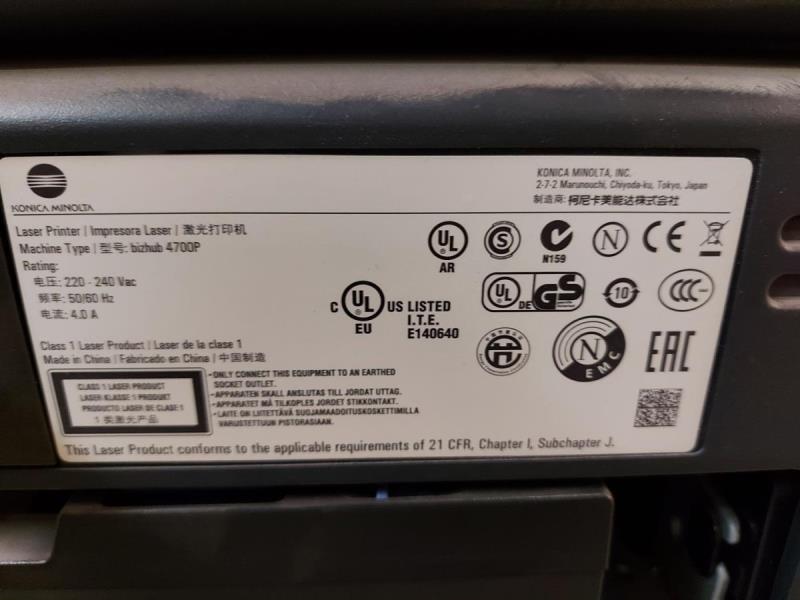 KONICA MINOLTA
KONICA MINOLTA, INC.
2-7-2 Marunouchi, Chiyoda-ku, Tokyo, Japan
制造商: 柯尼卡美能达株式会社
Laser Printer / Impresora Laser / 激光打印机
Machine Type / 型号: bizhub 4700P
Rating:
电压: 220 - 240 Vac
频率: 50/60 Hz
电流: 4.0 A
Class 1 Laser Product / Laser de la clase 1
Made in China / Fabricado en China / 中国制造
UL
AR
S
N159
N
CE
C UL US LISTED
EU
I.T.E.
E140640
UL DE GS
10
CCC
N
EMC
EAC
CLASS 1 LASER PRODUCT
LASER KLASSE 1 PRODUKT
PRODUCTO LASER DE CLASE 1
1 类激光产品
•ONLY CONNECT THIS EQUIPMENT TO AN EARTHED
SOCKET OUTLET.
•APPARATEN SKALL ANSLUTAS TILL JORDAT UTTAG.
•APPARATET MÅ TILKOPLES JORDET STIKKONTAKT.
•LAITE ON LIITETTÄVÄ SUOJAMAADOITUSKOSKETTIMILLA
VARUSTETTUUN PISTORASIAAN.
This Laser Product conforms to the applicable requirements of 21 CFR, Chapter I, Subchapter J.